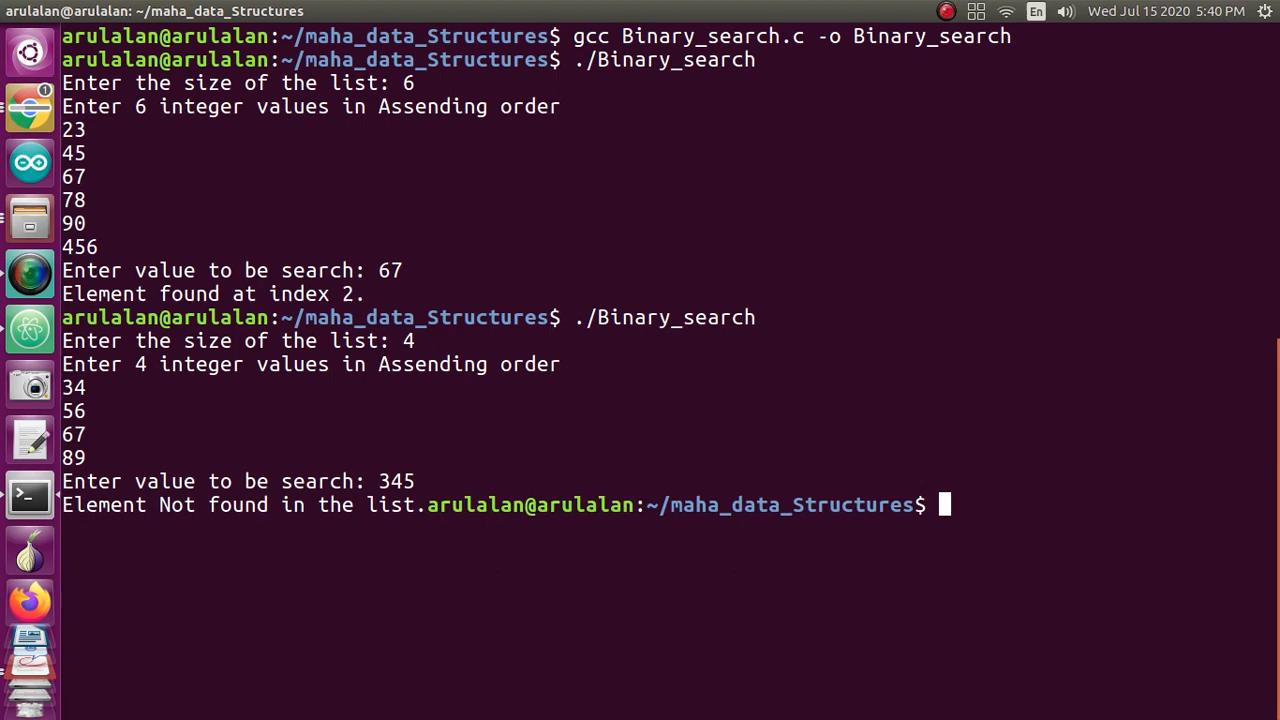 arulalan@arulalan: ~/maha_data_Structures
En
Wed Jul 15 2020 5:40 PM
1
arulalan@arulalan:~/maha_data_Structures$ gcc Binary_search.c -o Binary_search
arulalan@arulalan:~/maha_data_Structures$ ./Binary_search
Enter the size of the list: 6
Enter 6 integer values in Assending order
23
45
67
78
90
456
Enter value to be search: 67
Element found at index 2.
arulalan@arulalan:~/maha_data_Structures$ ./Binary_search
Enter the size of the list: 4
Enter 4 integer values in Assending order
34
56
67
89
Enter value to be search: 345
Element Not found in the list.arulalan@arulalan:~/maha_data_Structures$